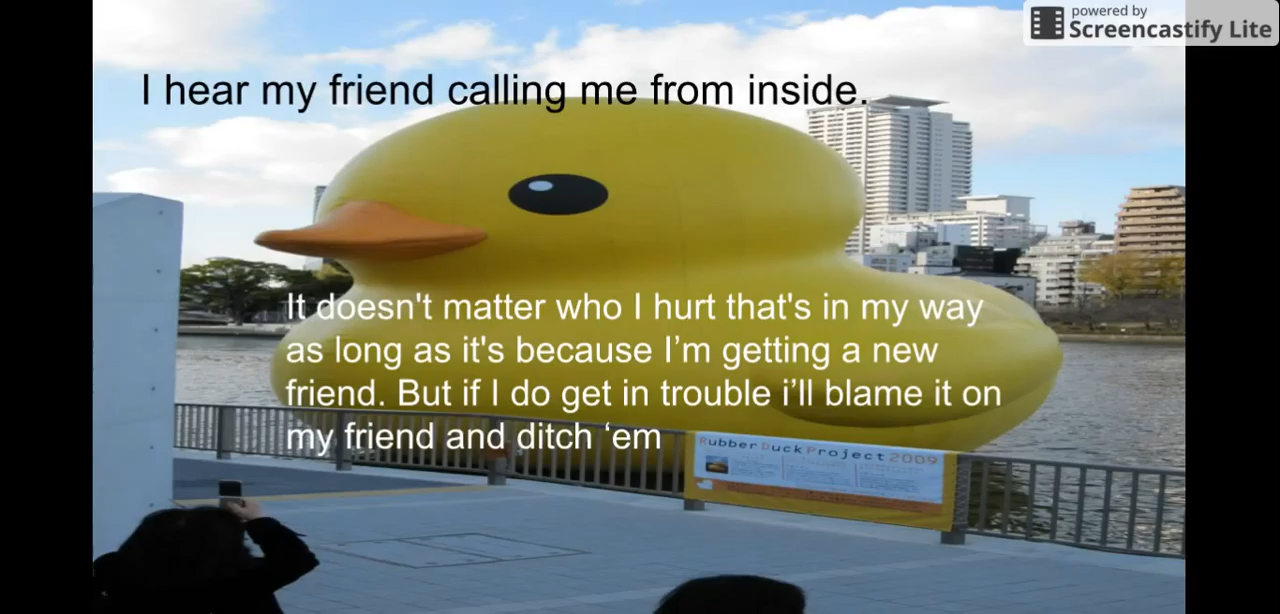 powered by
Screencastify Lite
I hear my friend calling me from inside.
It doesn't matter who I hurt that's in my way
as long as it's because I’m getting a new
friend. But if I do get in trouble i’ll blame it on
my friend and ditch ‘em
Rubber Duck Project 2009